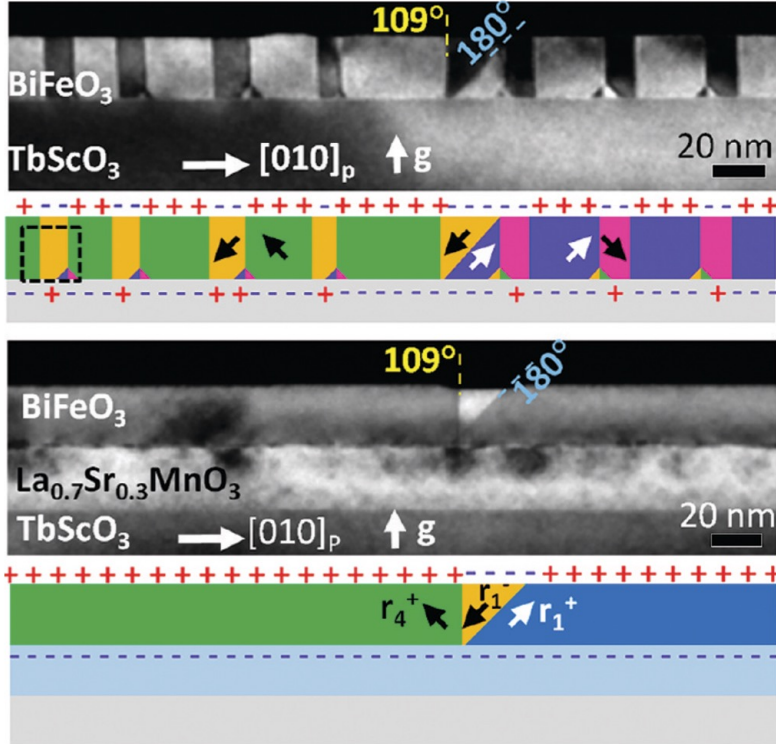 109° 180°
BiFeO₃
TbScO₃ [010]ₚ g 20 nm
+ -- ++ -- +++ --- ++++ +++++ ----- +++ --- +++ ---
-- + ---- + ---- + + ---- + --------- + ---- + ---- + ---
109° 180°
BiFeO₃
La₀.₇Sr₀.₃MnO₃
TbScO₃ [010]ₚ g 20 nm
r₄⁺ r₁⁻ r₁⁺